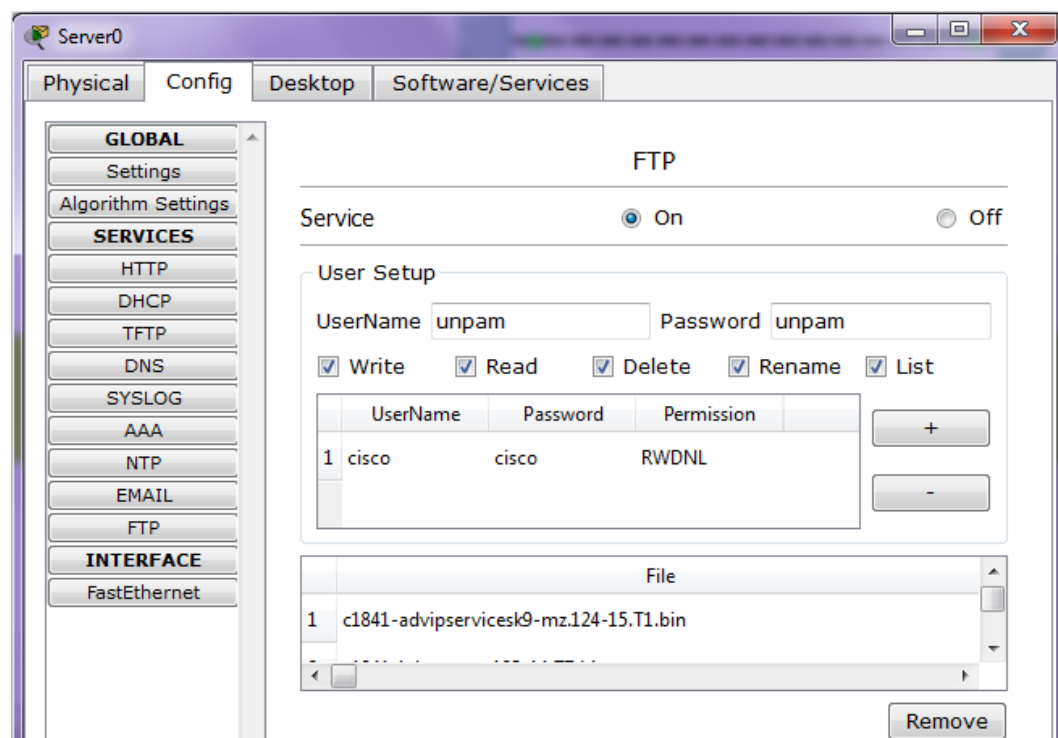 Server0
Physical Config Desktop Software/Services
GLOBAL
Settings
Algorithm Settings
SERVICES
HTTP
DHCP
TFTP
DNS
SYSLOG
AAA
NTP
EMAIL
FTP
INTERFACE
FastEthernet
FTP
Service On Off
User Setup
UserName unpam Password unpam
Write Read Delete Rename List
UserName Password Permission
1 cisco cisco RWDNL
+
-
File
1 c1841-advipservicesk9-mz.124-15.T1.bin
Remove